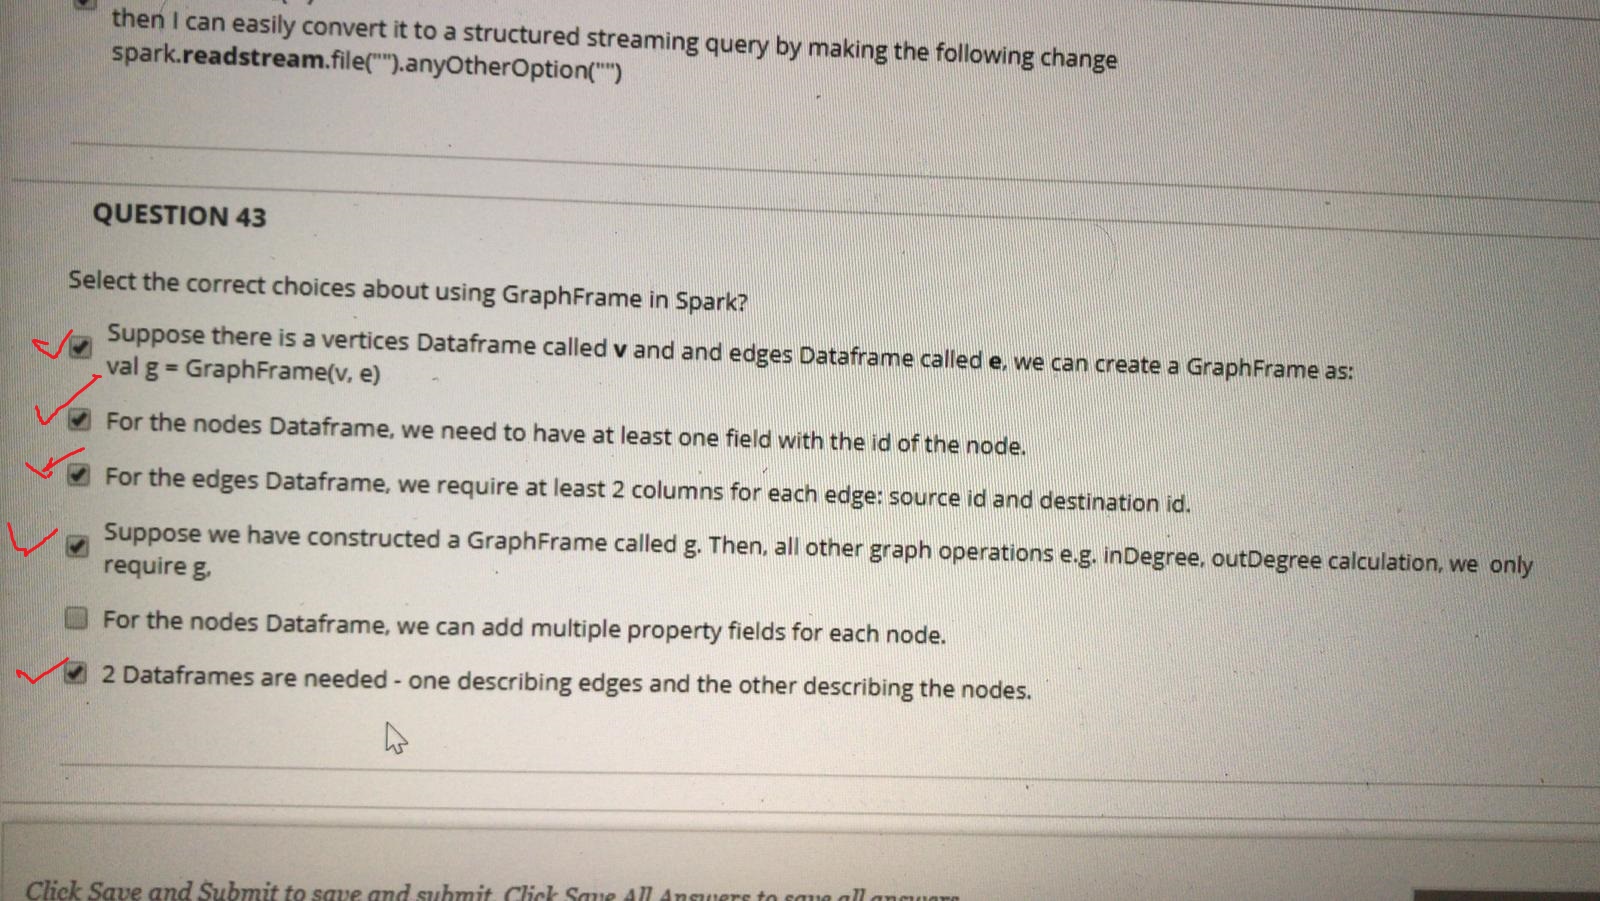 then I can easily convert it to a structured streaming query by making the following change
spark.readstream.file("").anyOtherOption("")
QUESTION 43
Select the correct choices about using GraphFrame in Spark?
Suppose there is a vertices Dataframe called v and and edges Dataframe called e, we can create a GraphFrame as:
val g = GraphFrame(v, e)
For the nodes Dataframe, we need to have at least one field with the id of the node.
For the edges Dataframe, we require at least 2 columns for each edge: source id and destination id.
Suppose we have constructed a GraphFrame called g. Then, all other graph operations e.g. inDegree, outDegree calculation, we only
require g,
For the nodes Dataframe, we can add multiple property fields for each node.
2 Dataframes are needed - one describing edges and the other describing the nodes.
Click Save and Submit to save and submit. Click Save All Answers to save all answers